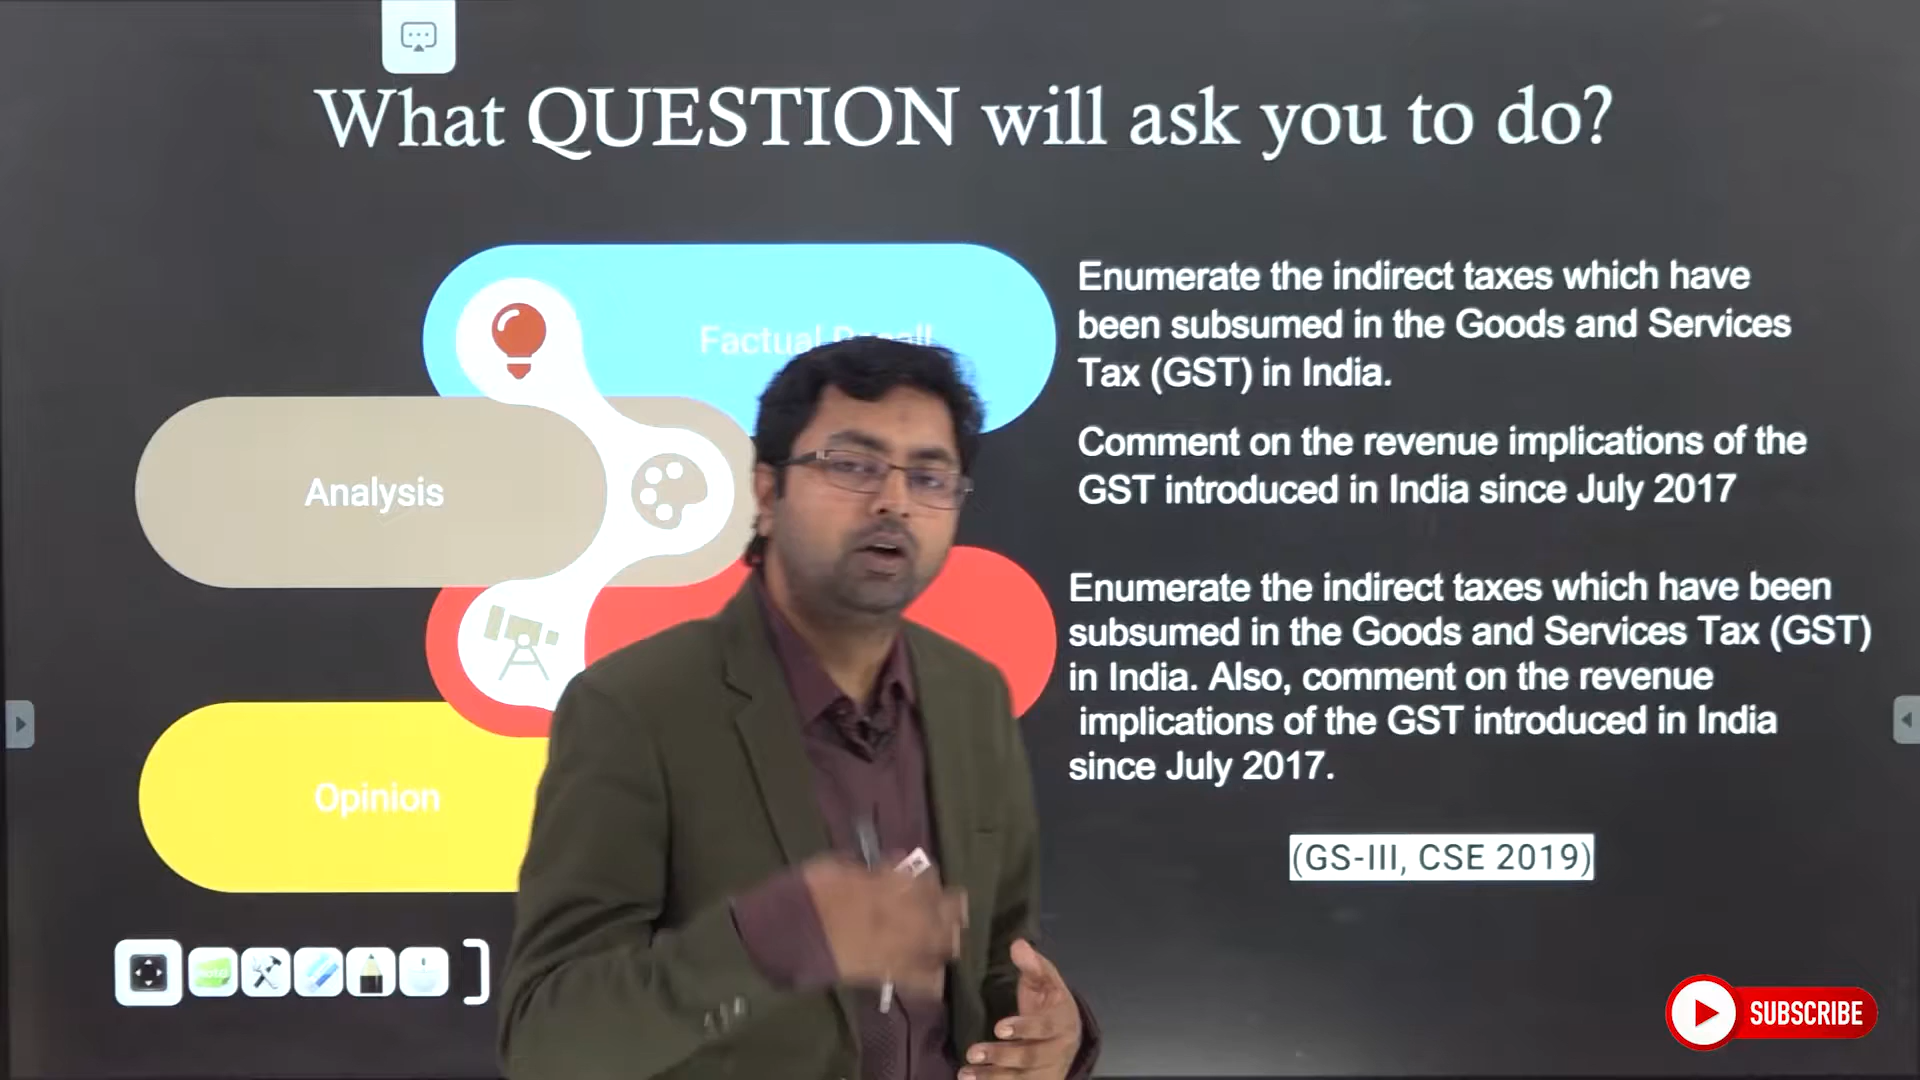 What QUESTION will ask you to do?
Factual
Enumerate the indirect taxes which have
been subsumed in the Goods and Services
Tax (GST) in India.
Analysis
Comment on the revenue implications of the
GST introduced in India since July 2017
Enumerate the indirect taxes which have been
subsumed in the Goods and Services Tax (GST)
in India. Also, comment on the revenue
implications of the GST introduced in India
since July 2017.
Opinion
(GS-III, CSE 2019)
SUBSCRIBE